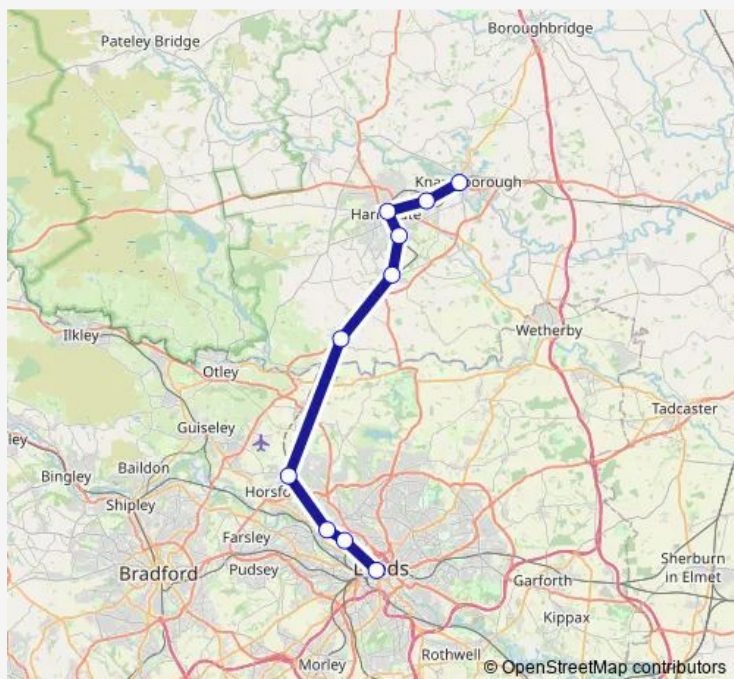 Boroughbridge
Pateley Bridge
Ilkley
Otley
Wetherby
Tadcaster
Guiseley
Baildon
Bingley
Shipley
Farsley
Bradford
Pudsey
Garforth
Sherburn
in Elmet
Kippax
Rothwell
Morley
© OpenStreetMap contributors